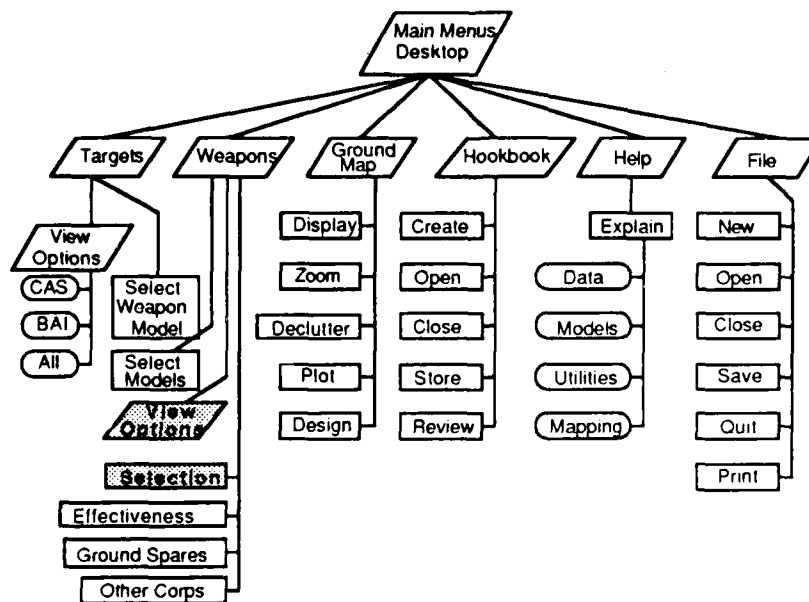 Main Menus
Desktop
Targets
Weapons
Ground
Map
Hookbook
Help
File
View
Options
CAS
BAI
All
Select
Weapon
Model
Select
Models
View
Options
Selection
Effectiveness
Ground Spares
Other Corps
Display
Zoom
Declutter
Plot
Design
Create
Open
Close
Store
Review
Explain
Data
Models
Utilities
Mapping
New
Open
Close
Save
Quit
Print